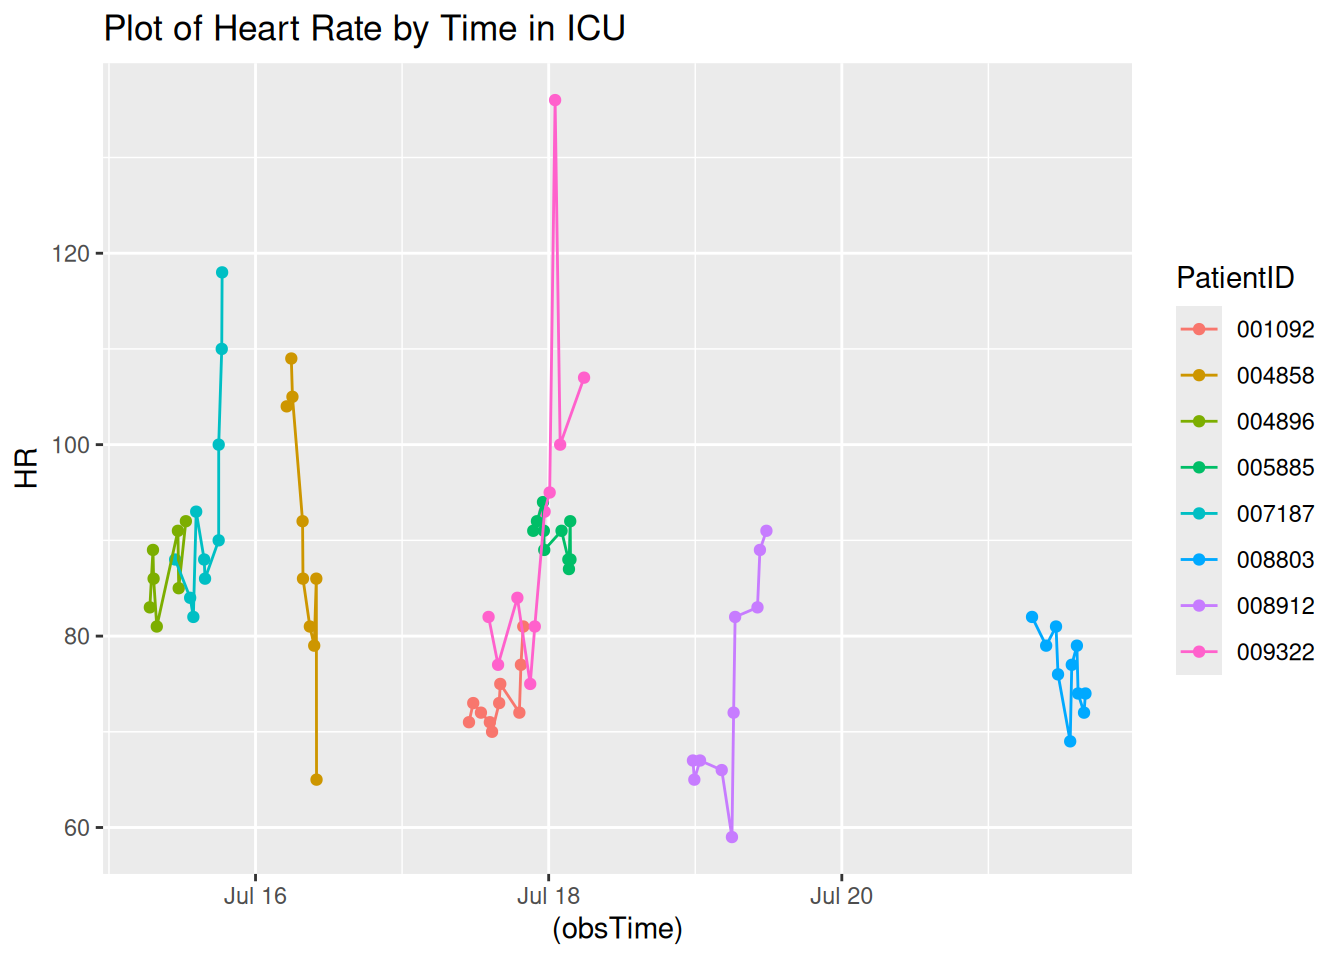 Plot of Heart Rate by Time in ICU
HR
120
100
80
60
Jul 16
Jul 18
Jul 20
(obsTime)
PatientID
001092
004858
004896
005885
007187
008803
008912
009322